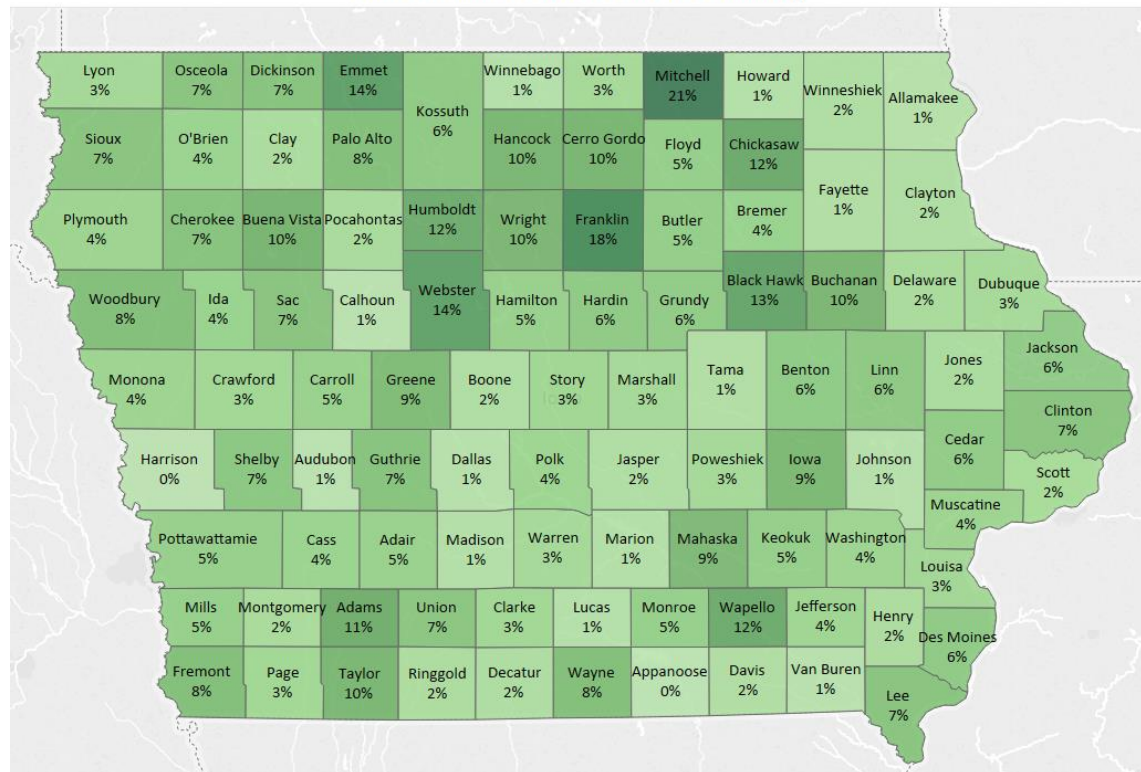 Lyon
3%
Osceola
7%
Dickinson
7%
Emmet
14%
Kossuth
6%
Winnebago
1%
Worth
3%
Mitchell
21%
Howard
1%
Winneshiek
2%
Allamakee
1%
Sioux
7%
O'Brien
4%
Clay
2%
Palo Alto
8%
Hancock
10%
Cerro Gordo
10%
Floyd
5%
Chickasaw
12%
Fayette
1%
Clayton
2%
Plymouth
4%
Cherokee
7%
Buena Vista
10%
Pocahontas
2%
Humboldt
12%
Wright
10%
Franklin
18%
Butler
5%
Bremer
4%
Woodbury
8%
Ida
4%
Sac
7%
Calhoun
1%
Webster
14%
Hamilton
5%
Hardin
6%
Grundy
6%
Black Hawk
13%
Buchanan
10%
Delaware
2%
Dubuque
3%
Monona
4%
Crawford
3%
Carroll
5%
Greene
9%
Boone
2%
Story
3%
Marshall
3%
Tama
1%
Benton
6%
Linn
6%
Jones
2%
Jackson
6%
Clinton
7%
Harrison
0%
Shelby
7%
Audubon
1%
Guthrie
7%
Dallas
1%
Polk
4%
Jasper
2%
Poweshiek
3%
Iowa
9%
Johnson
1%
Cedar
6%
Scott
2%
Muscatine
4%
Pottawattamie
5%
Cass
4%
Adair
5%
Madison
1%
Warren
3%
Marion
1%
Mahaska
9%
Keokuk
5%
Washington
4%
Louisa
3%
Mills
5%
Montgomery
2%
Adams
11%
Union
7%
Clarke
3%
Lucas
1%
Monroe
5%
Wapello
12%
Jefferson
4%
Henry
2%
Des Moines
6%
Fremont
8%
Page
3%
Taylor
10%
Ringgold
2%
Decatur
2%
Wayne
8%
Appanoose
0%
Davis
2%
Van Buren
1%
Lee
7%